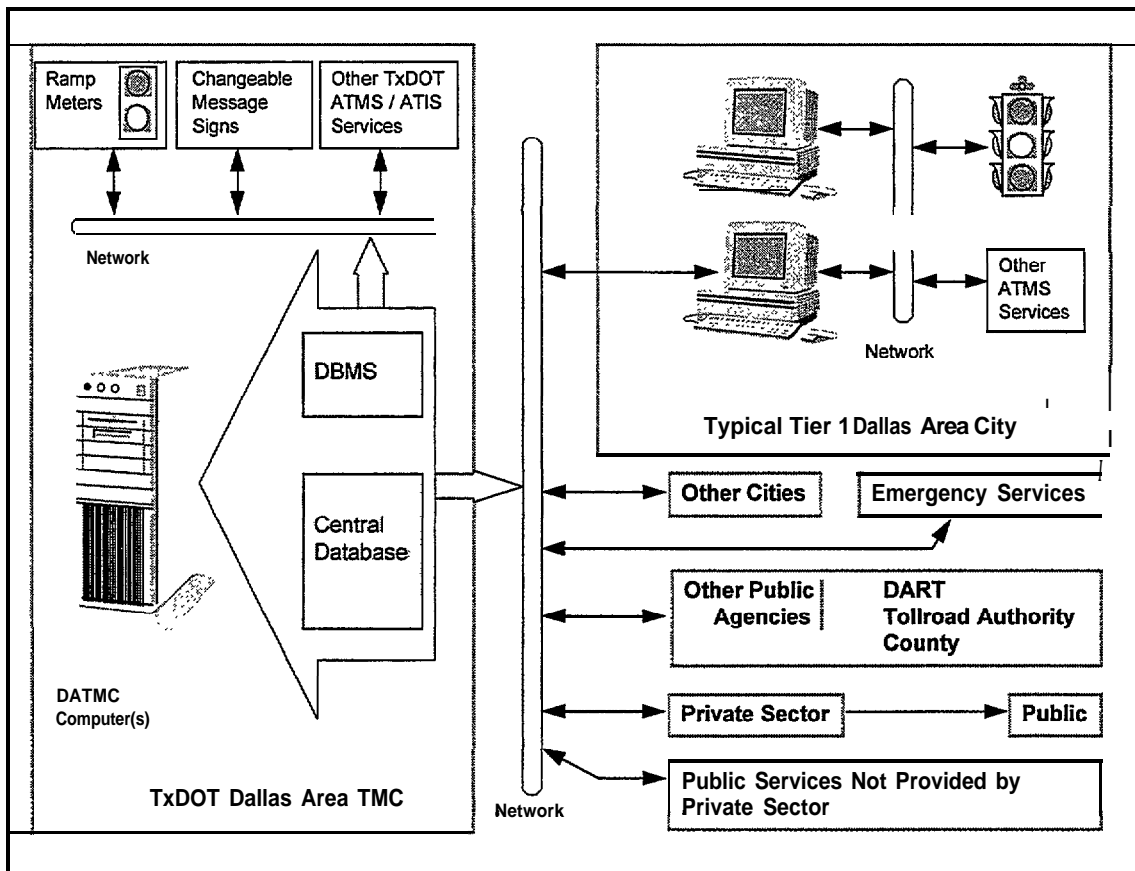 Ramp
Meters
Changeable
Message
Signs
Other TxDOT
ATMS / ATIS
Services
Network
DBMS
Central
Database
DATMC
Computer(s)
TxDOT Dallas Area TMC
Network
Other
ATMS
Services
Network
Typical Tier 1 Dallas Area City
Other Cities
Emergency Services
Other Public
Agencies
DART
Tollroad Authority
County
Private Sector
Public
Public Services Not Provided by
Private Sector